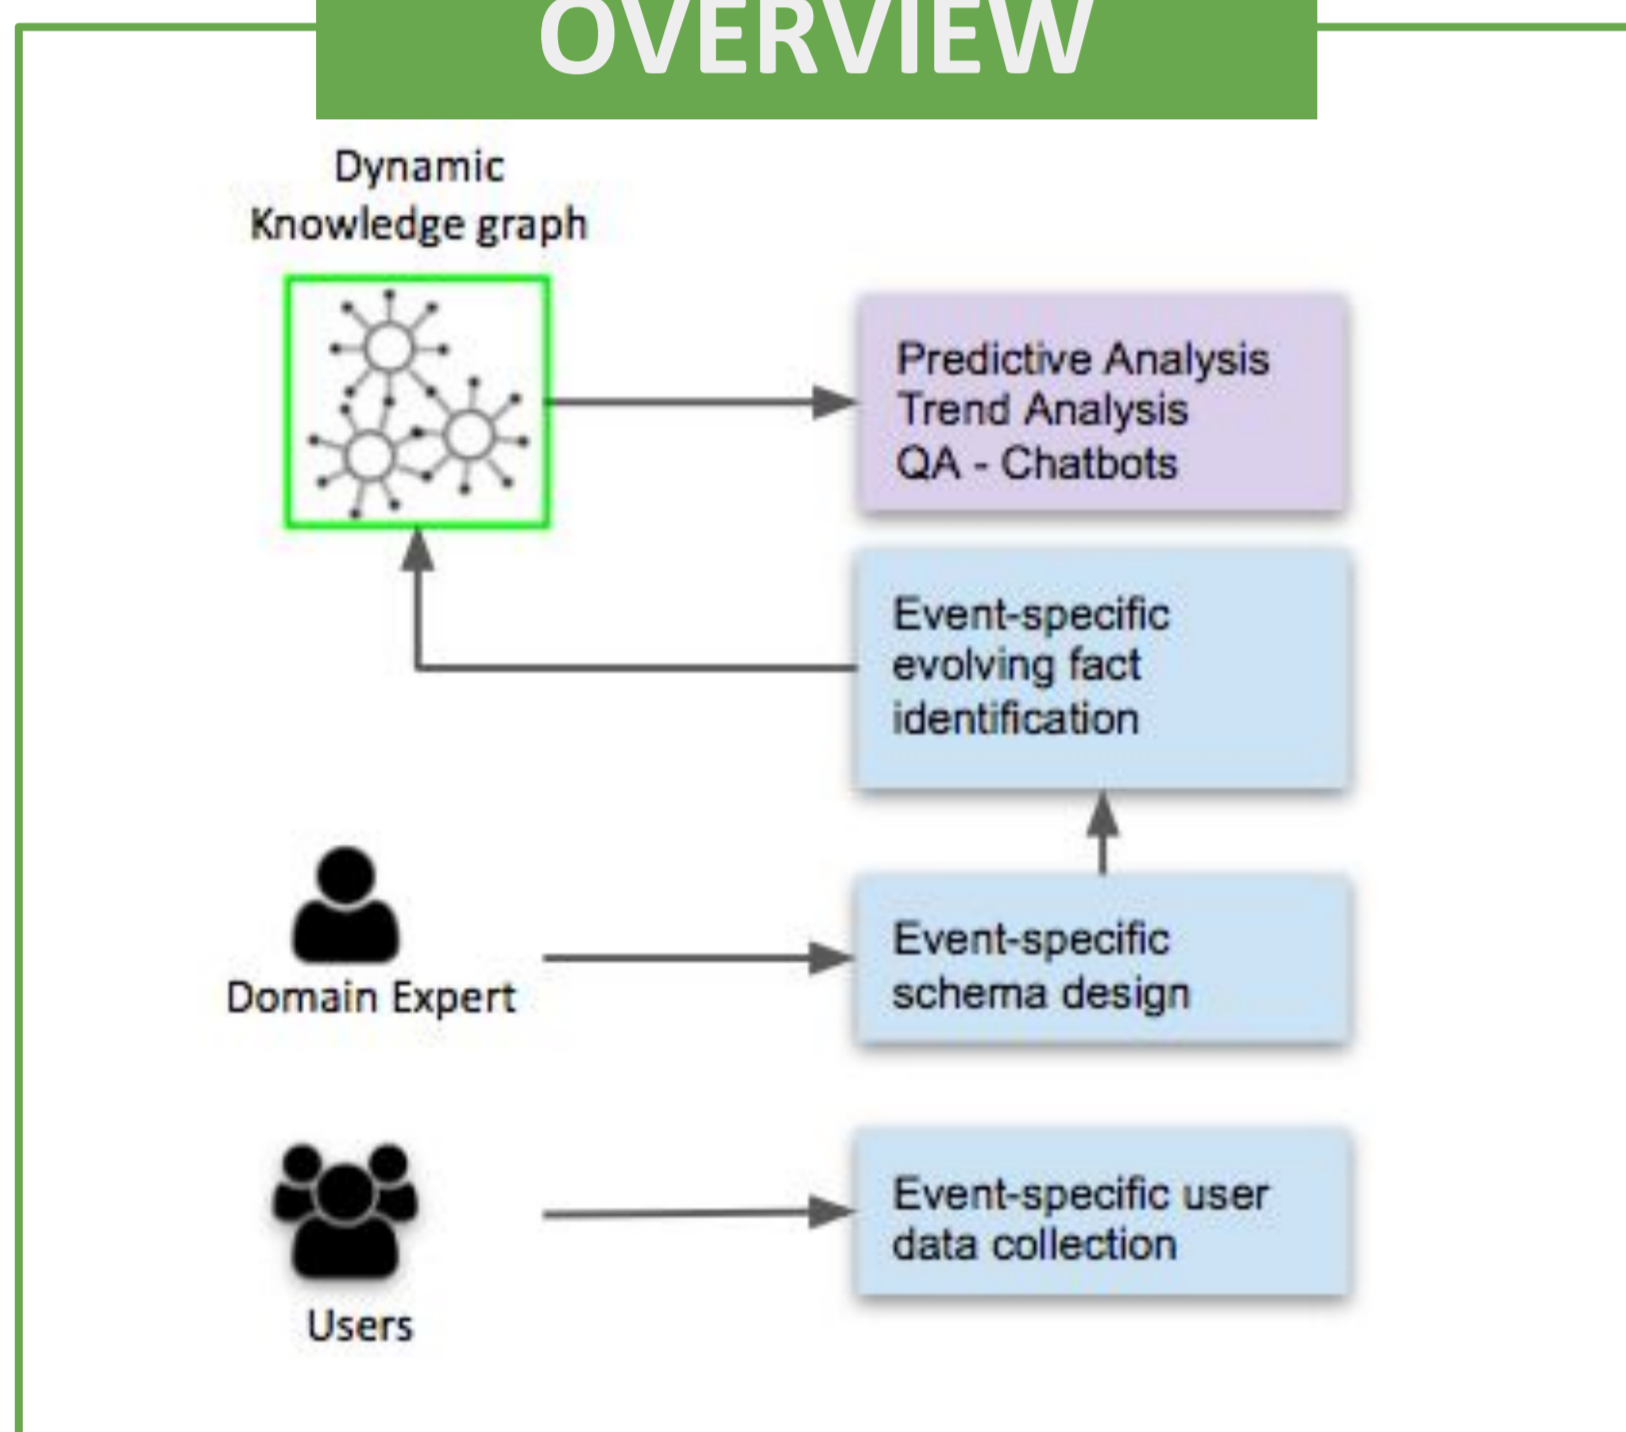 OVERVIEW
Dynamic
Knowledge graph
Predictive Analysis
Trend Analysis
QA - Chatbots
Event-specific
evolving fact
identification
Domain Expert
Event-specific
schema design
Users
Event-specific user
data collection